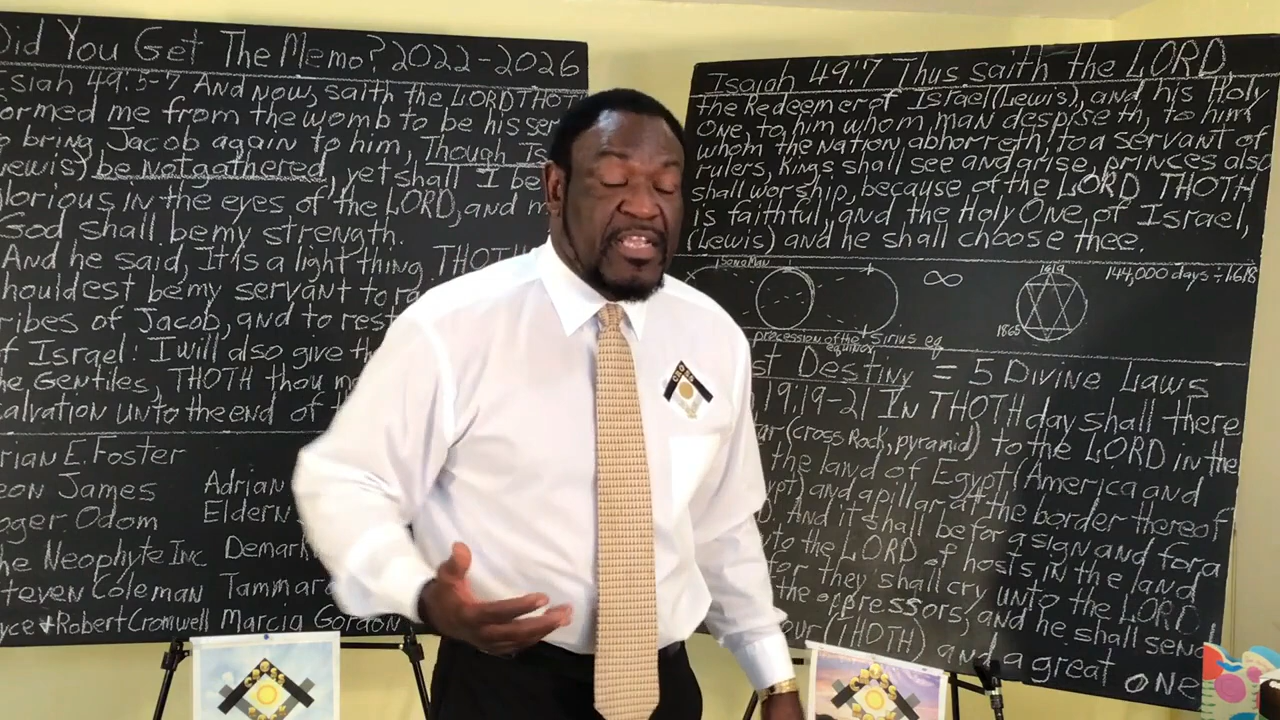 Did You Get The Memo? 2022-2026
Isiah 49:5-7 And now, saith the LORD THOTH
formed me from the womb to be his ser
bring Jacob again to him, Though Is
Lewis) be not gathered, yet shall I be
lorious in the eyes of the LORD, and m
God shall be my strength.
And he said, It is a light thing THOTH
houldest be my servant to ra
ribes of Jacob, and to rest
of Israel: I will also give th
he Gentiles, THOTH thou m
alvation unto the end of t
rian E. Foster
eon James Adrian
oger Odom Eldern
he Neophyte Inc Demark
teven Coleman Tammara
yce + Robert Cromwell Marcia Gordon
Isaiah 49:7 Thus saith the LORD
the Redeemer of Israel (Lewis), and his Holy
One, to him whom man despiseth, to him
whom the nation abhorreth, to a servant of
rulers, Kings shall see and arise, princes also
shall worship, because of the LORD THOTH
is faithful, and the Holy One of Israel,
(Lewis) and he shall choose thee.
∞ 1619 144,000 days ÷ 1.618
1865
precession of the Sirius eq
equinox
st Destiny = 5 Divine Laws
19:19-21 In THOTH day shall there
(cross Rock, pyramid) to the LORD in the
the land of Egypt (America and
ypt) and a pillar at the border thereof
And it shall be for a sign and for a
to the LORD of hosts, in the land
for they shall cry unto the LORD
the oppressors, and he shall send
our (THOTH) and a great one